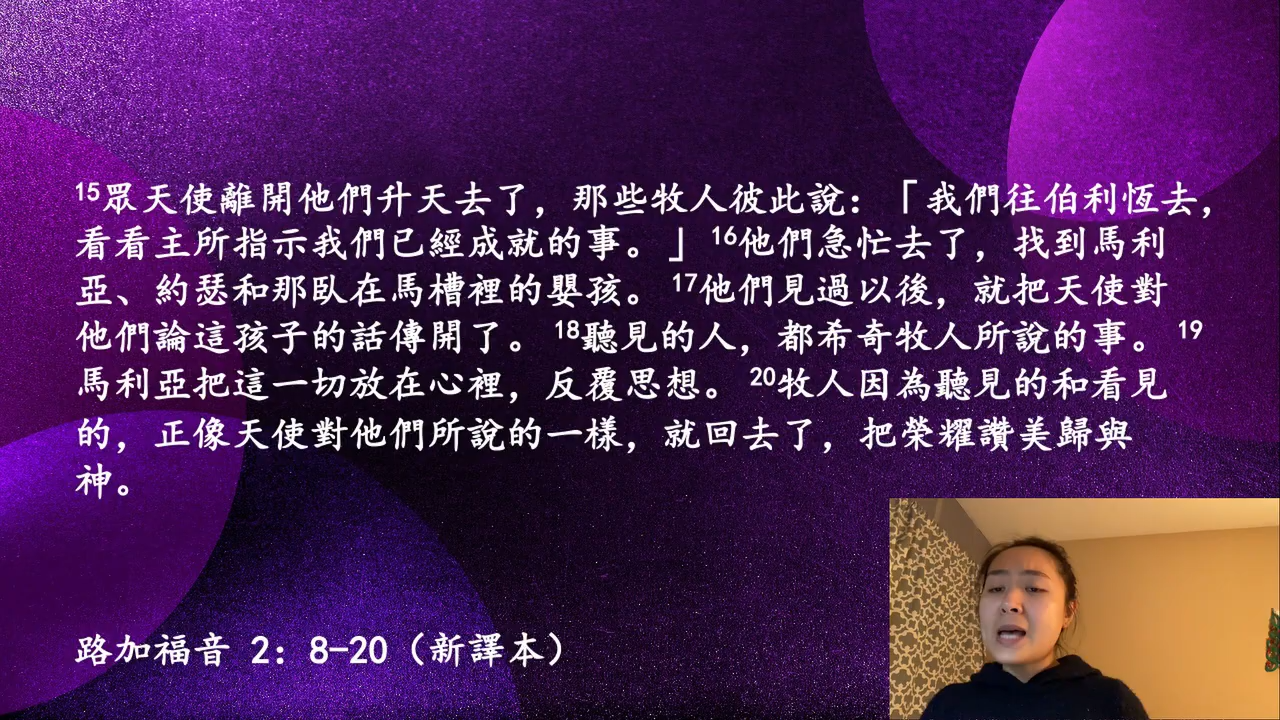 15眾天使離開他們升天去了，那些牧人彼此說：「我們往伯利恆去，
看看主所指示我們已經成就的事。」16他們急忙去了，找到馬利
亞、約瑟和那臥在馬槽裡的嬰孩。17他們見過以後，就把天使對
他們論這孩子的話傳開了。18聽見的人，都希奇牧人所說的事。19
馬利亞把這一切放在心裡，反覆思想。20牧人因為聽見的和看見
的，正像天使對他們所說的一樣，就回去了，把榮耀讚美歸與
神。
路加福音 2：8-20（新譯本）